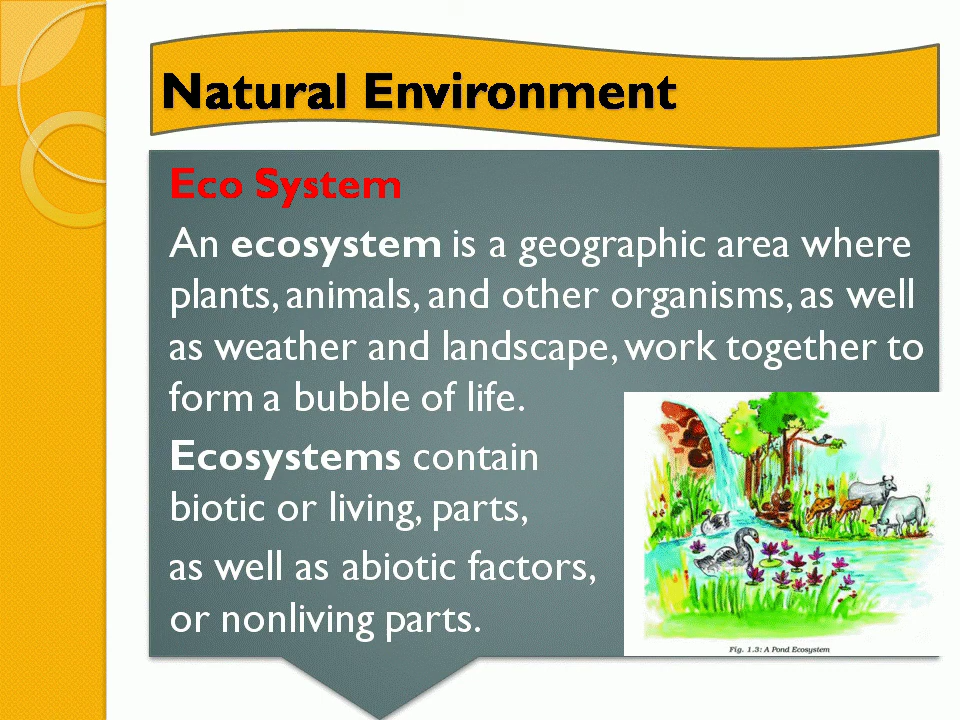 Natural Environment
Eco System
An ecosystem is a geographic area where
plants, animals, and other organisms, as well
as weather and landscape, work together to
form a bubble of life.
Ecosystems contain
biotic or living, parts,
as well as abiotic factors,
or nonliving parts.
Fig. 1.3: A Pond Ecosystem